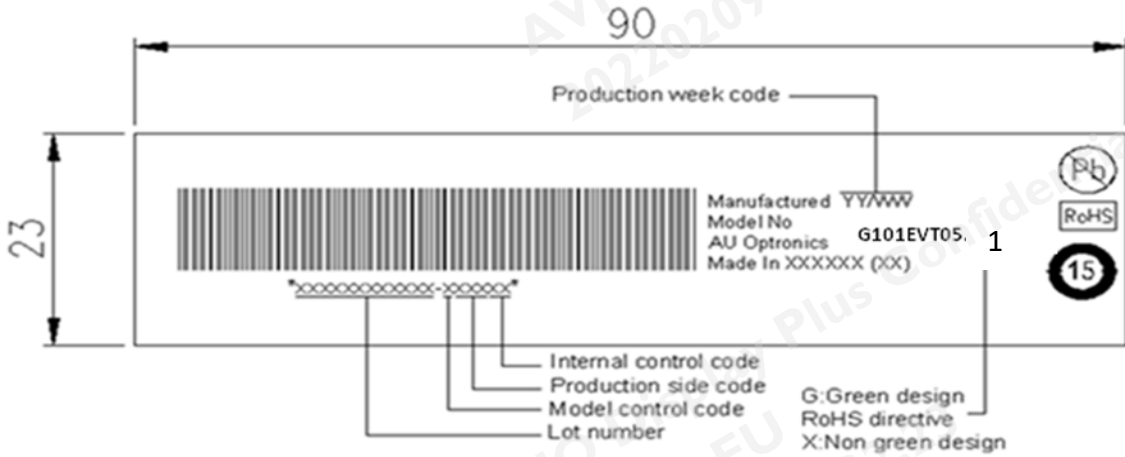 90
Production week code
23
Manufactured YY/WW
Model No
G101EVT05. 1
AU Optronics
Made In XXXXXX (XX)
Pb
RoHS
15
*XXXXXXXXXXXX-XXXXXX*
Internal control code
Production side code
Model control code
Lot number
G:Green design
RoHS directive
X:Non green design
Plus Confiden